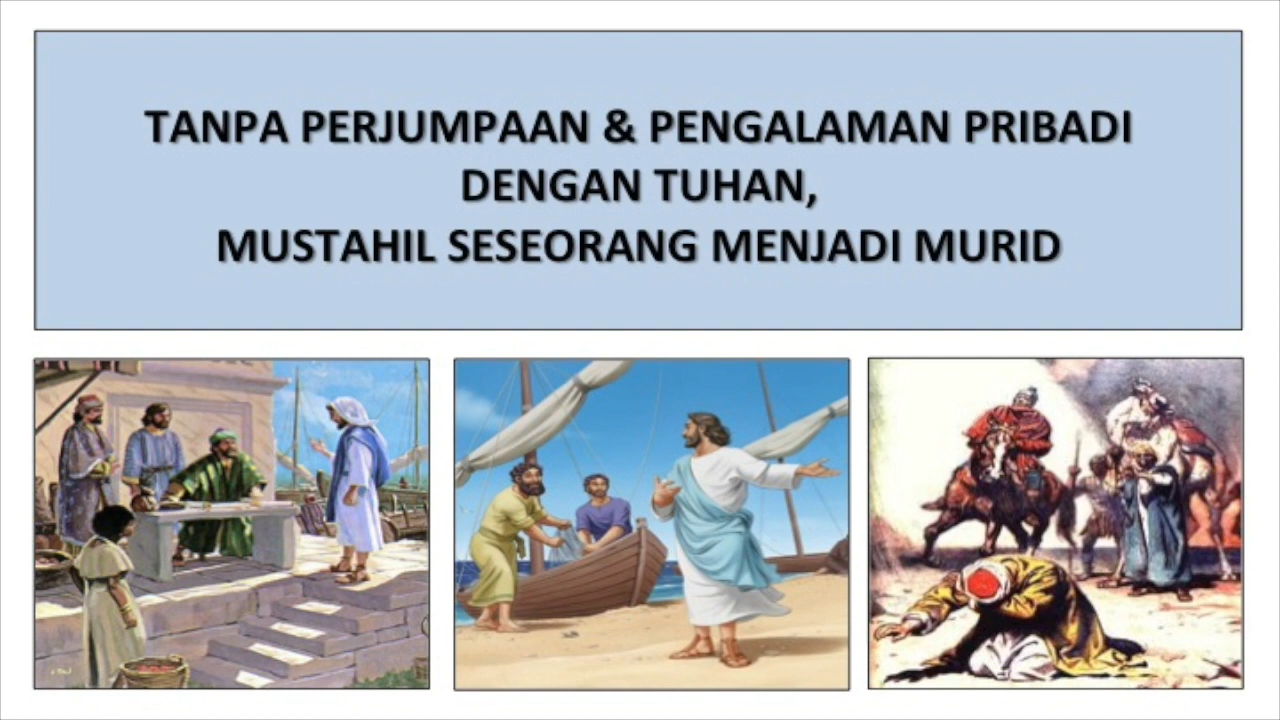 TANPA PERJUMPAAN & PENGALAMAN PRIBADI
DENGAN TUHAN,
MUSTAHIL SESEORANG MENJADI MURID